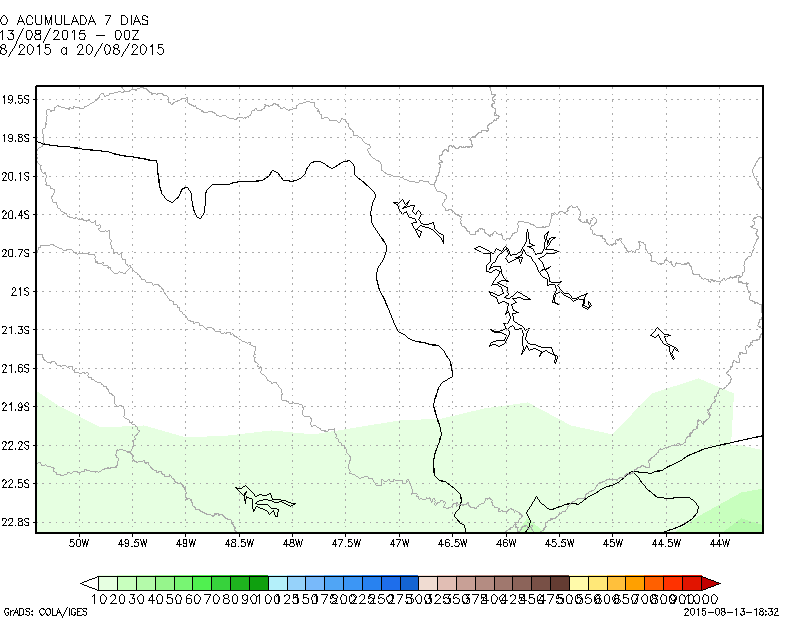 O ACUMULADA 7 DIAS
13/08/2015 - 00Z
8/2015 a 20/08/2015
19.5S
19.8S
20.1S
20.4S
20.7S
21S
21.3S
21.6S
21.9S
22.2S
22.5S
22.8S
50W 49.5W 49W 48.5W 48W 47.5W 47W 46.5W 46W 45.5W 45W 44.5W 44W
10 20 30 40 50 60 70 80 90 100 125 150 175 200 225 250 275 300 325 350 375 400 425 450 475 500 550 600 650 700 800 900 1000
GrADS: COLA/IGES 2015-08-13-18:32